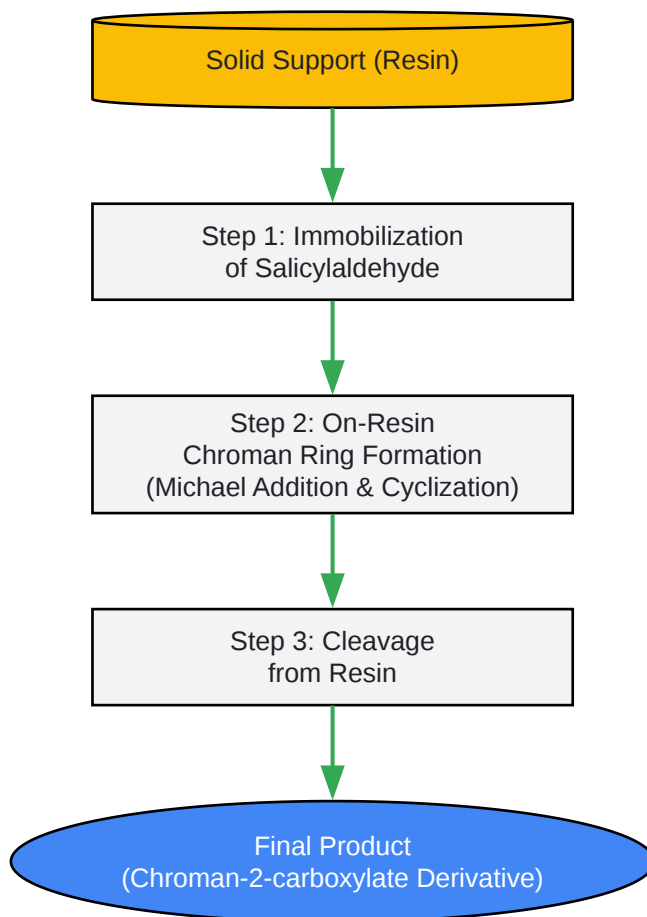 Solid Support (Resin)
Step 1: Immobilization
of Salicylaldehyde
Step 2: On-Resin
Chroman Ring Formation
(Michael Addition & Cyclization)
Step 3: Cleavage
from Resin
Final Product
(Chroman-2-carboxylate Derivative)